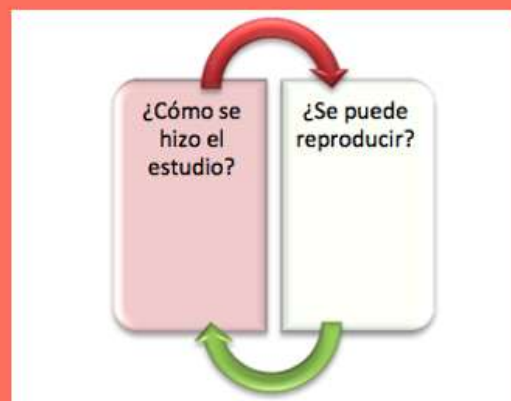 ¿Cómo se
hizo el
estudio?
¿Se puede
reproducir?